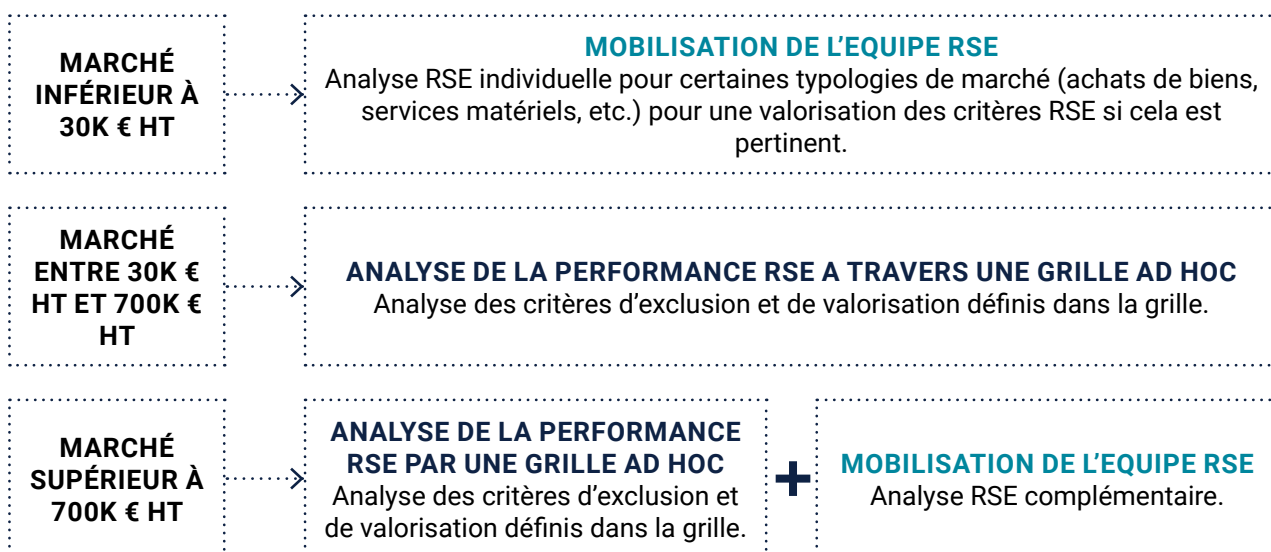 MARCHÉ
INFÉRIEUR À
30K € HT
MOBILISATION DE L’EQUIPE RSE
Analyse RSE individuelle pour certaines typologies de marché (achats de biens,
services matériels, etc.) pour une valorisation des critères RSE si cela est
pertinent.
MARCHÉ
ENTRE 30K €
HT ET 700K €
HT
ANALYSE DE LA PERFORMANCE RSE A TRAVERS UNE GRILLE AD HOC
Analyse des critères d’exclusion et de valorisation définis dans la grille.
MARCHÉ
SUPÉRIEUR À
700K € HT
ANALYSE DE LA PERFORMANCE
RSE PAR UNE GRILLE AD HOC
Analyse des critères d’exclusion et
de valorisation définis dans la grille.
+
MOBILISATION DE L’EQUIPE RSE
Analyse RSE complémentaire.